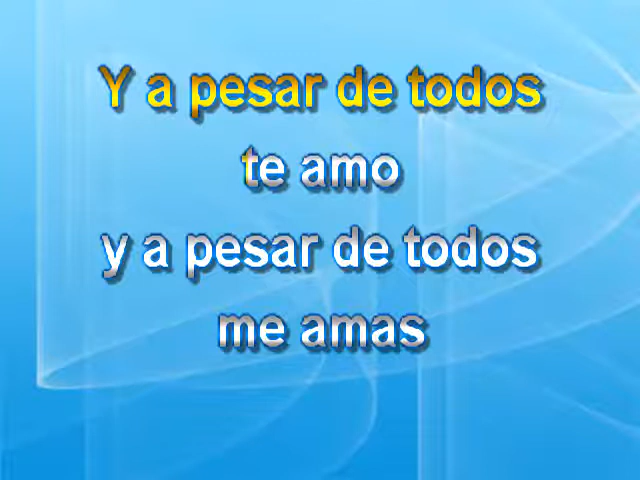 Y a pesar de todos
te amo
y a pesar de todos
me amas